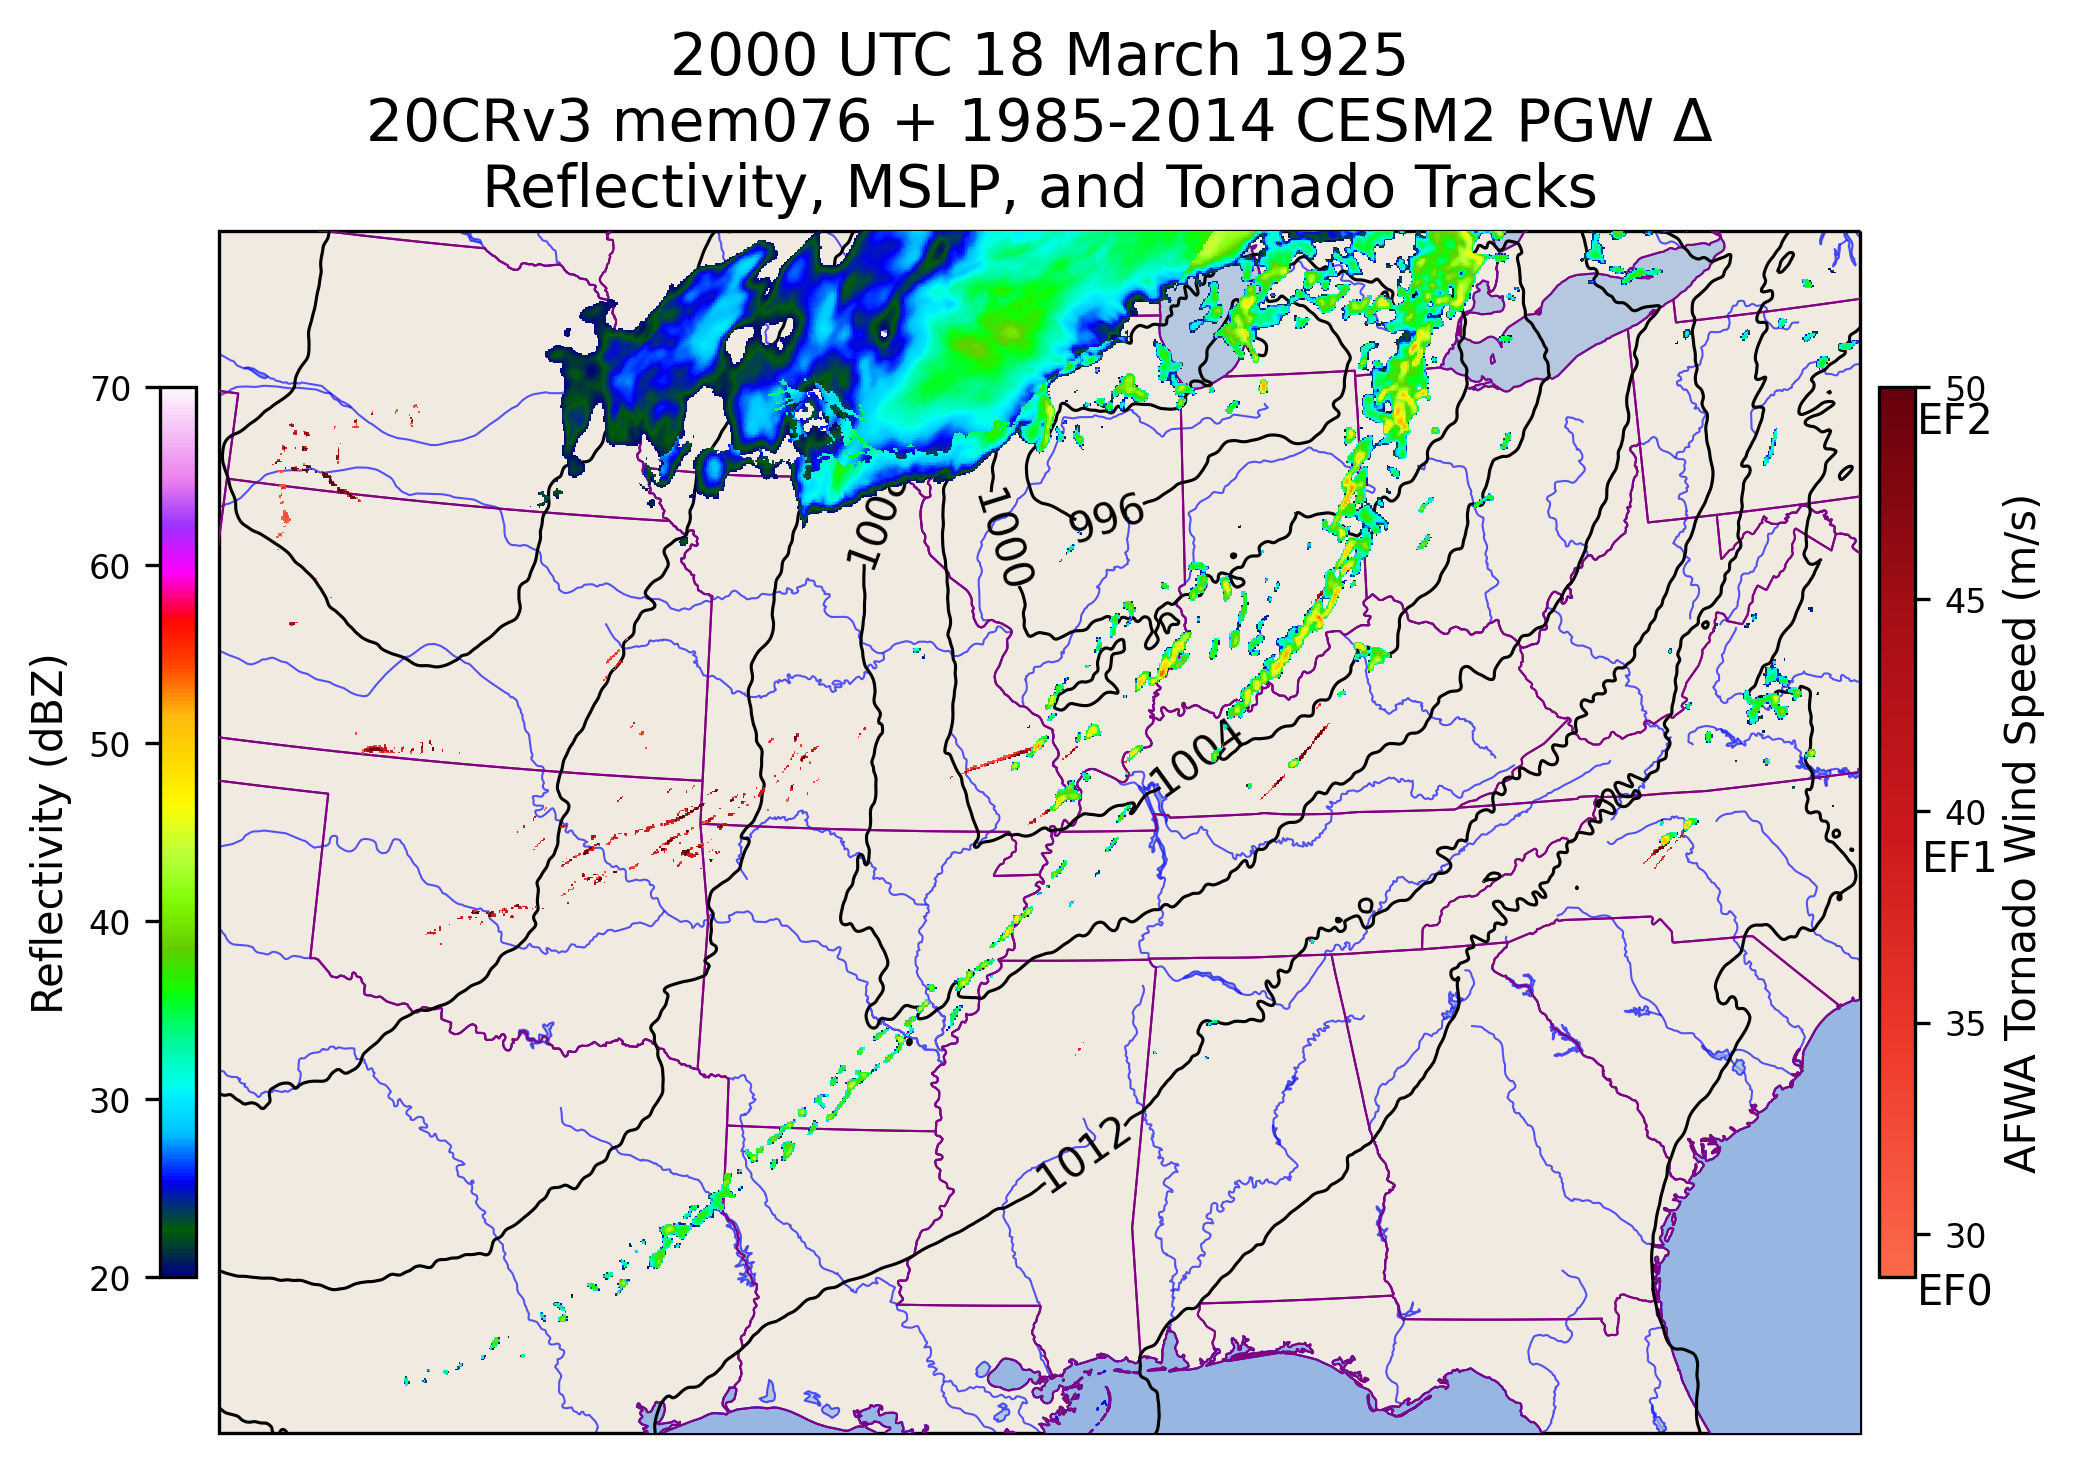 2000 UTC 18 March 1925
20CRv3 mem076 + 1985-2014 CESM2 PGW Δ
Reflectivity, MSLP, and Tornado Tracks
70
60
50
40
30
20
Reflectivity (dBZ)
1008
1000
996
1004
1012
50
EF2
45
40
EF1
35
30
EF0
AFWA Tornado Wind Speed (m/s)